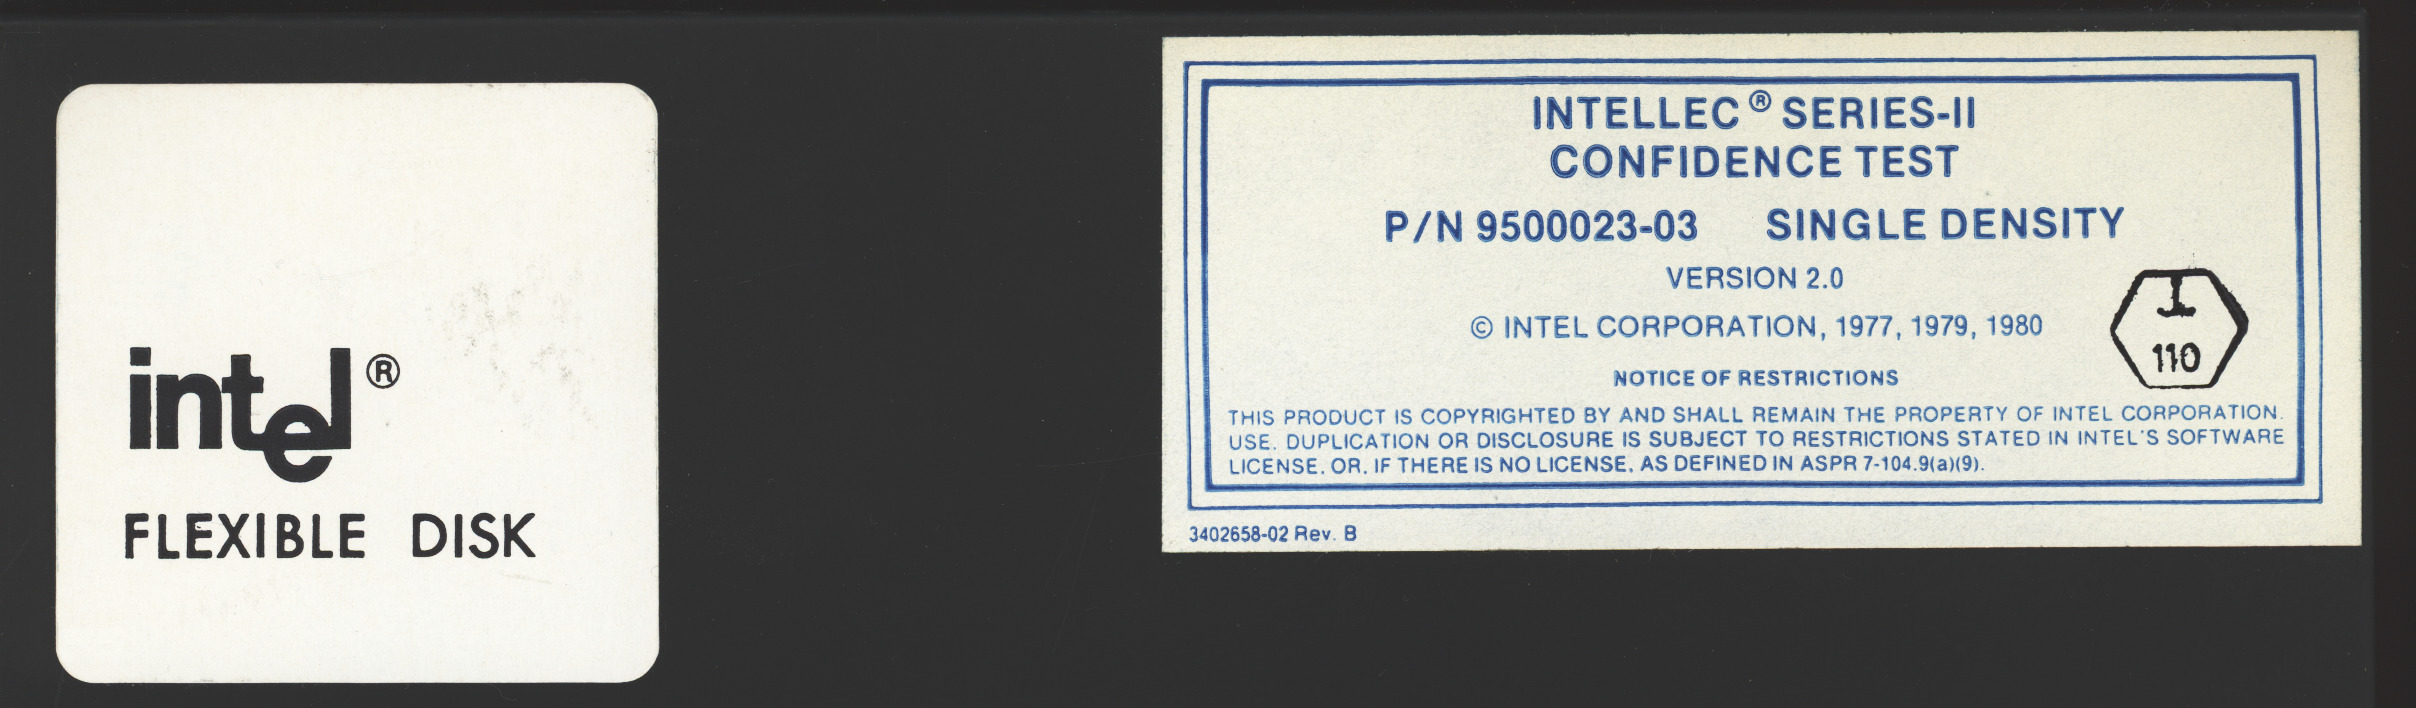 intel®
FLEXIBLE DISK
INTELLEC® SERIES-II
CONFIDENCE TEST
P/N 9500023-03 SINGLE DENSITY
VERSION 2.0
© INTEL CORPORATION, 1977, 1979, 1980
I
110
NOTICE OF RESTRICTIONS
THIS PRODUCT IS COPYRIGHTED BY AND SHALL REMAIN THE PROPERTY OF INTEL CORPORATION.
USE, DUPLICATION OR DISCLOSURE IS SUBJECT TO RESTRICTIONS STATED IN INTEL'S SOFTWARE
LICENSE, OR, IF THERE IS NO LICENSE, AS DEFINED IN ASPR 7-104.9(a)(9).
3402658-02 Rev. B